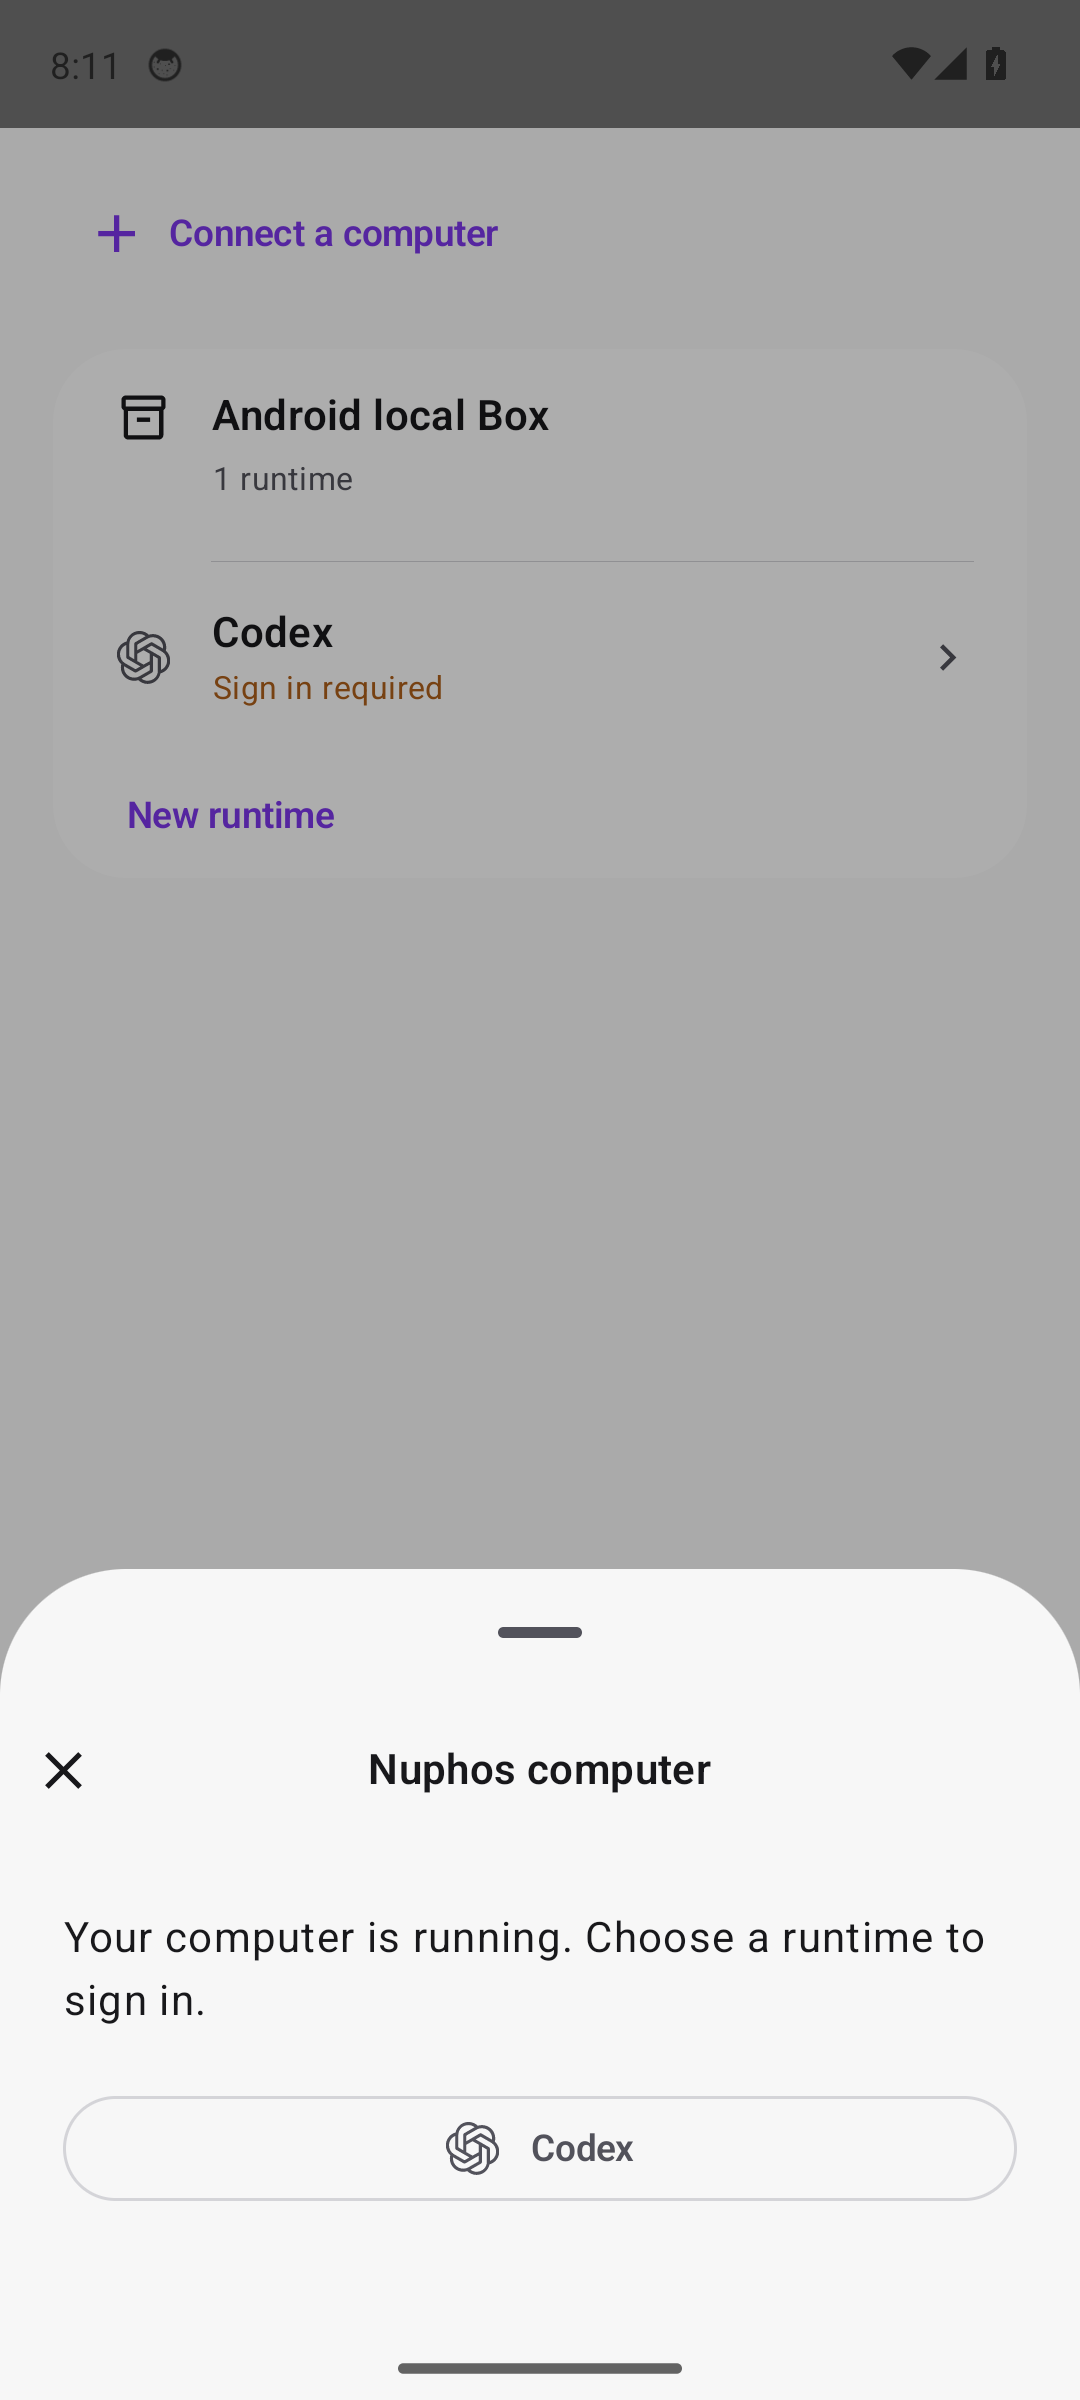 8:11
Connect a computer
Android local Box
1 runtime
Codex
Sign in required
New runtime
Nuphos computer
Your computer is running. Choose a runtime to
sign in.
Codex